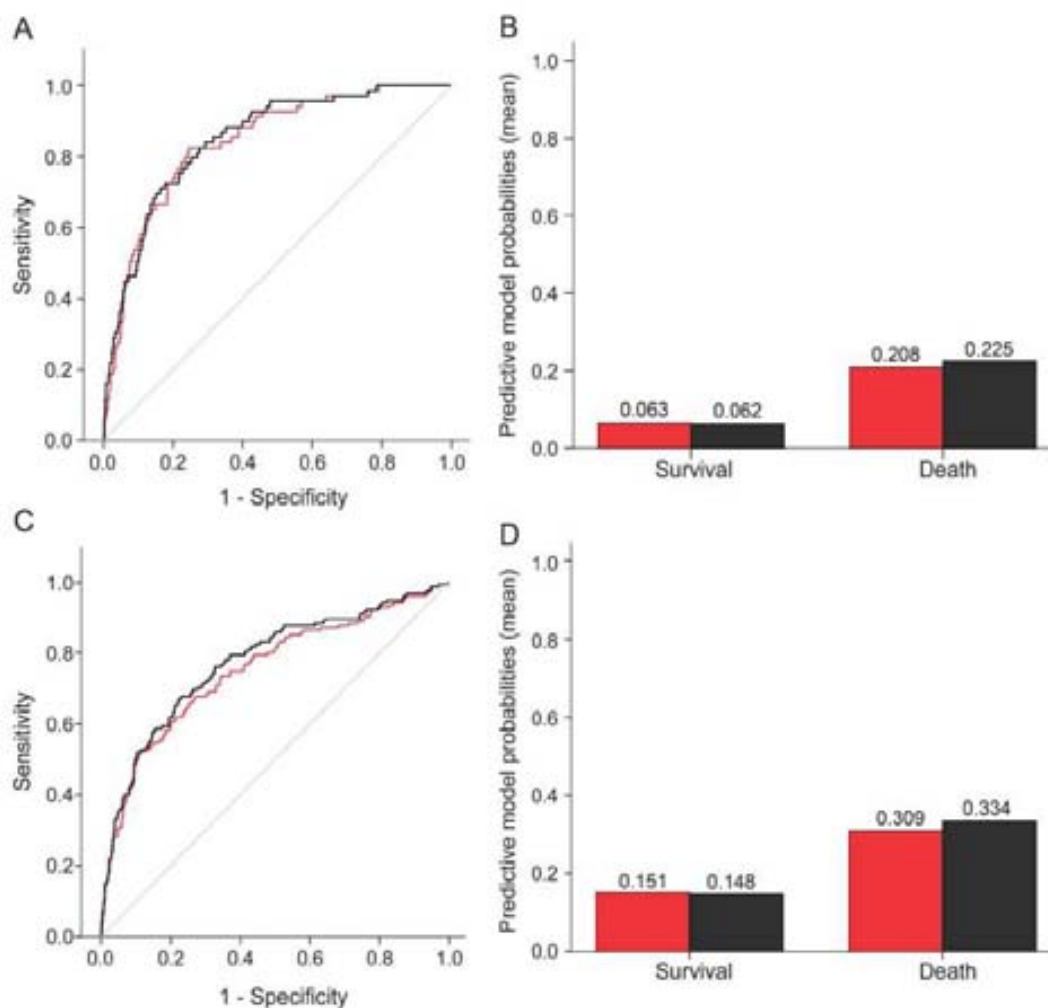 A
Sensitivity
1.0
0.8
0.6
0.4
0.2
0.0
0.0 0.2 0.4 0.6 0.8 1.0
1 - Specificity
B
Predictive model probabilities (mean)
1.0
0.8
0.6
0.4
0.2
0.0
0.063 0.062 0.208 0.225
Survival Death
C
Sensitivity
1.0
0.8
0.6
0.4
0.2
0.0
0.0 0.2 0.4 0.6 0.8 1.0
1 - Specificity
D
Predictive model probabilities (mean)
1.0
0.8
0.6
0.4
0.2
0.0
0.151 0.148 0.309 0.334
Survival Death